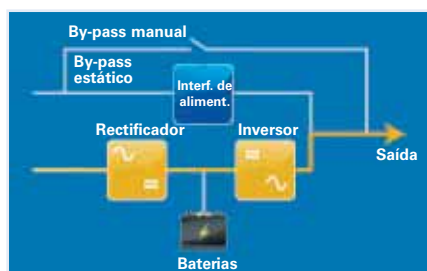 By-pass manual
By-pass
estático
Interf. de
aliment.
Rectificador
Inversor
Saída
Baterias